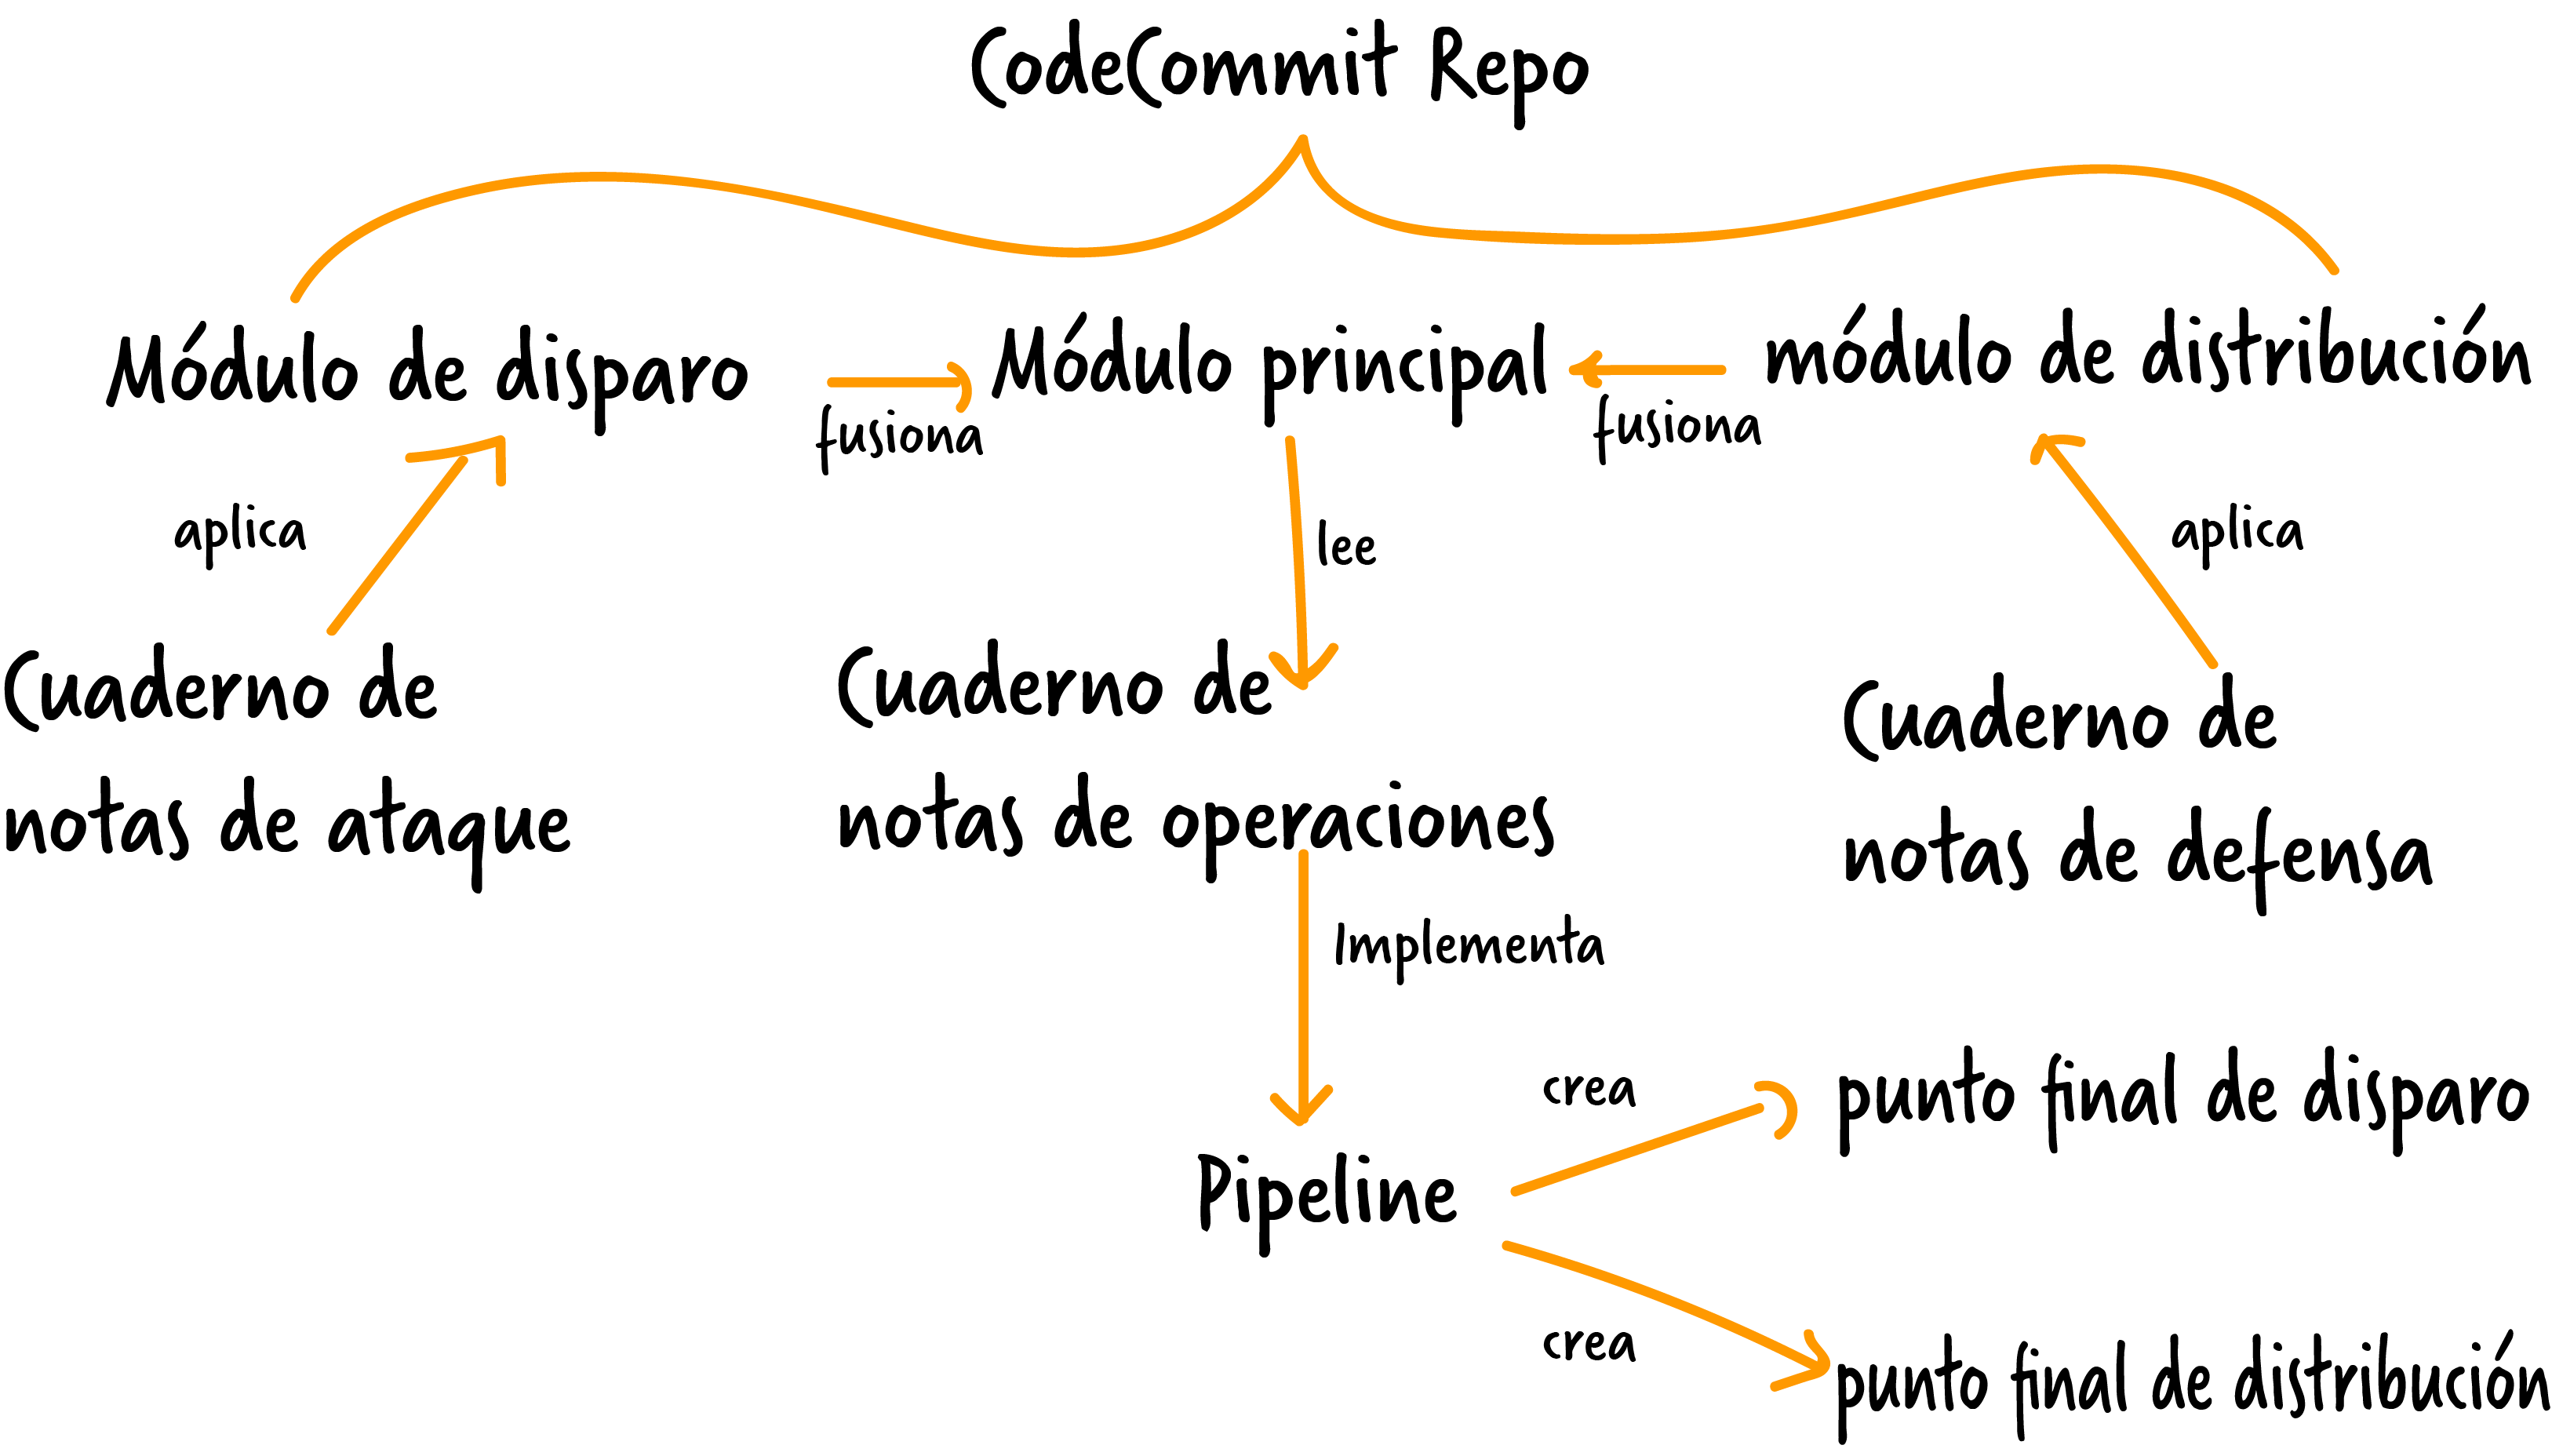 CodeCommit Repo
Módulo de disparo
fusiona
Módulo principal
fusiona
módulo de distribución
aplica
lee
aplica
Cuaderno de
notas de ataque
Cuaderno de
notas de operaciones
Cuaderno de
notas de defensa
Implementa
Pipeline
crea
punto final de disparo
crea
punto final de distribución